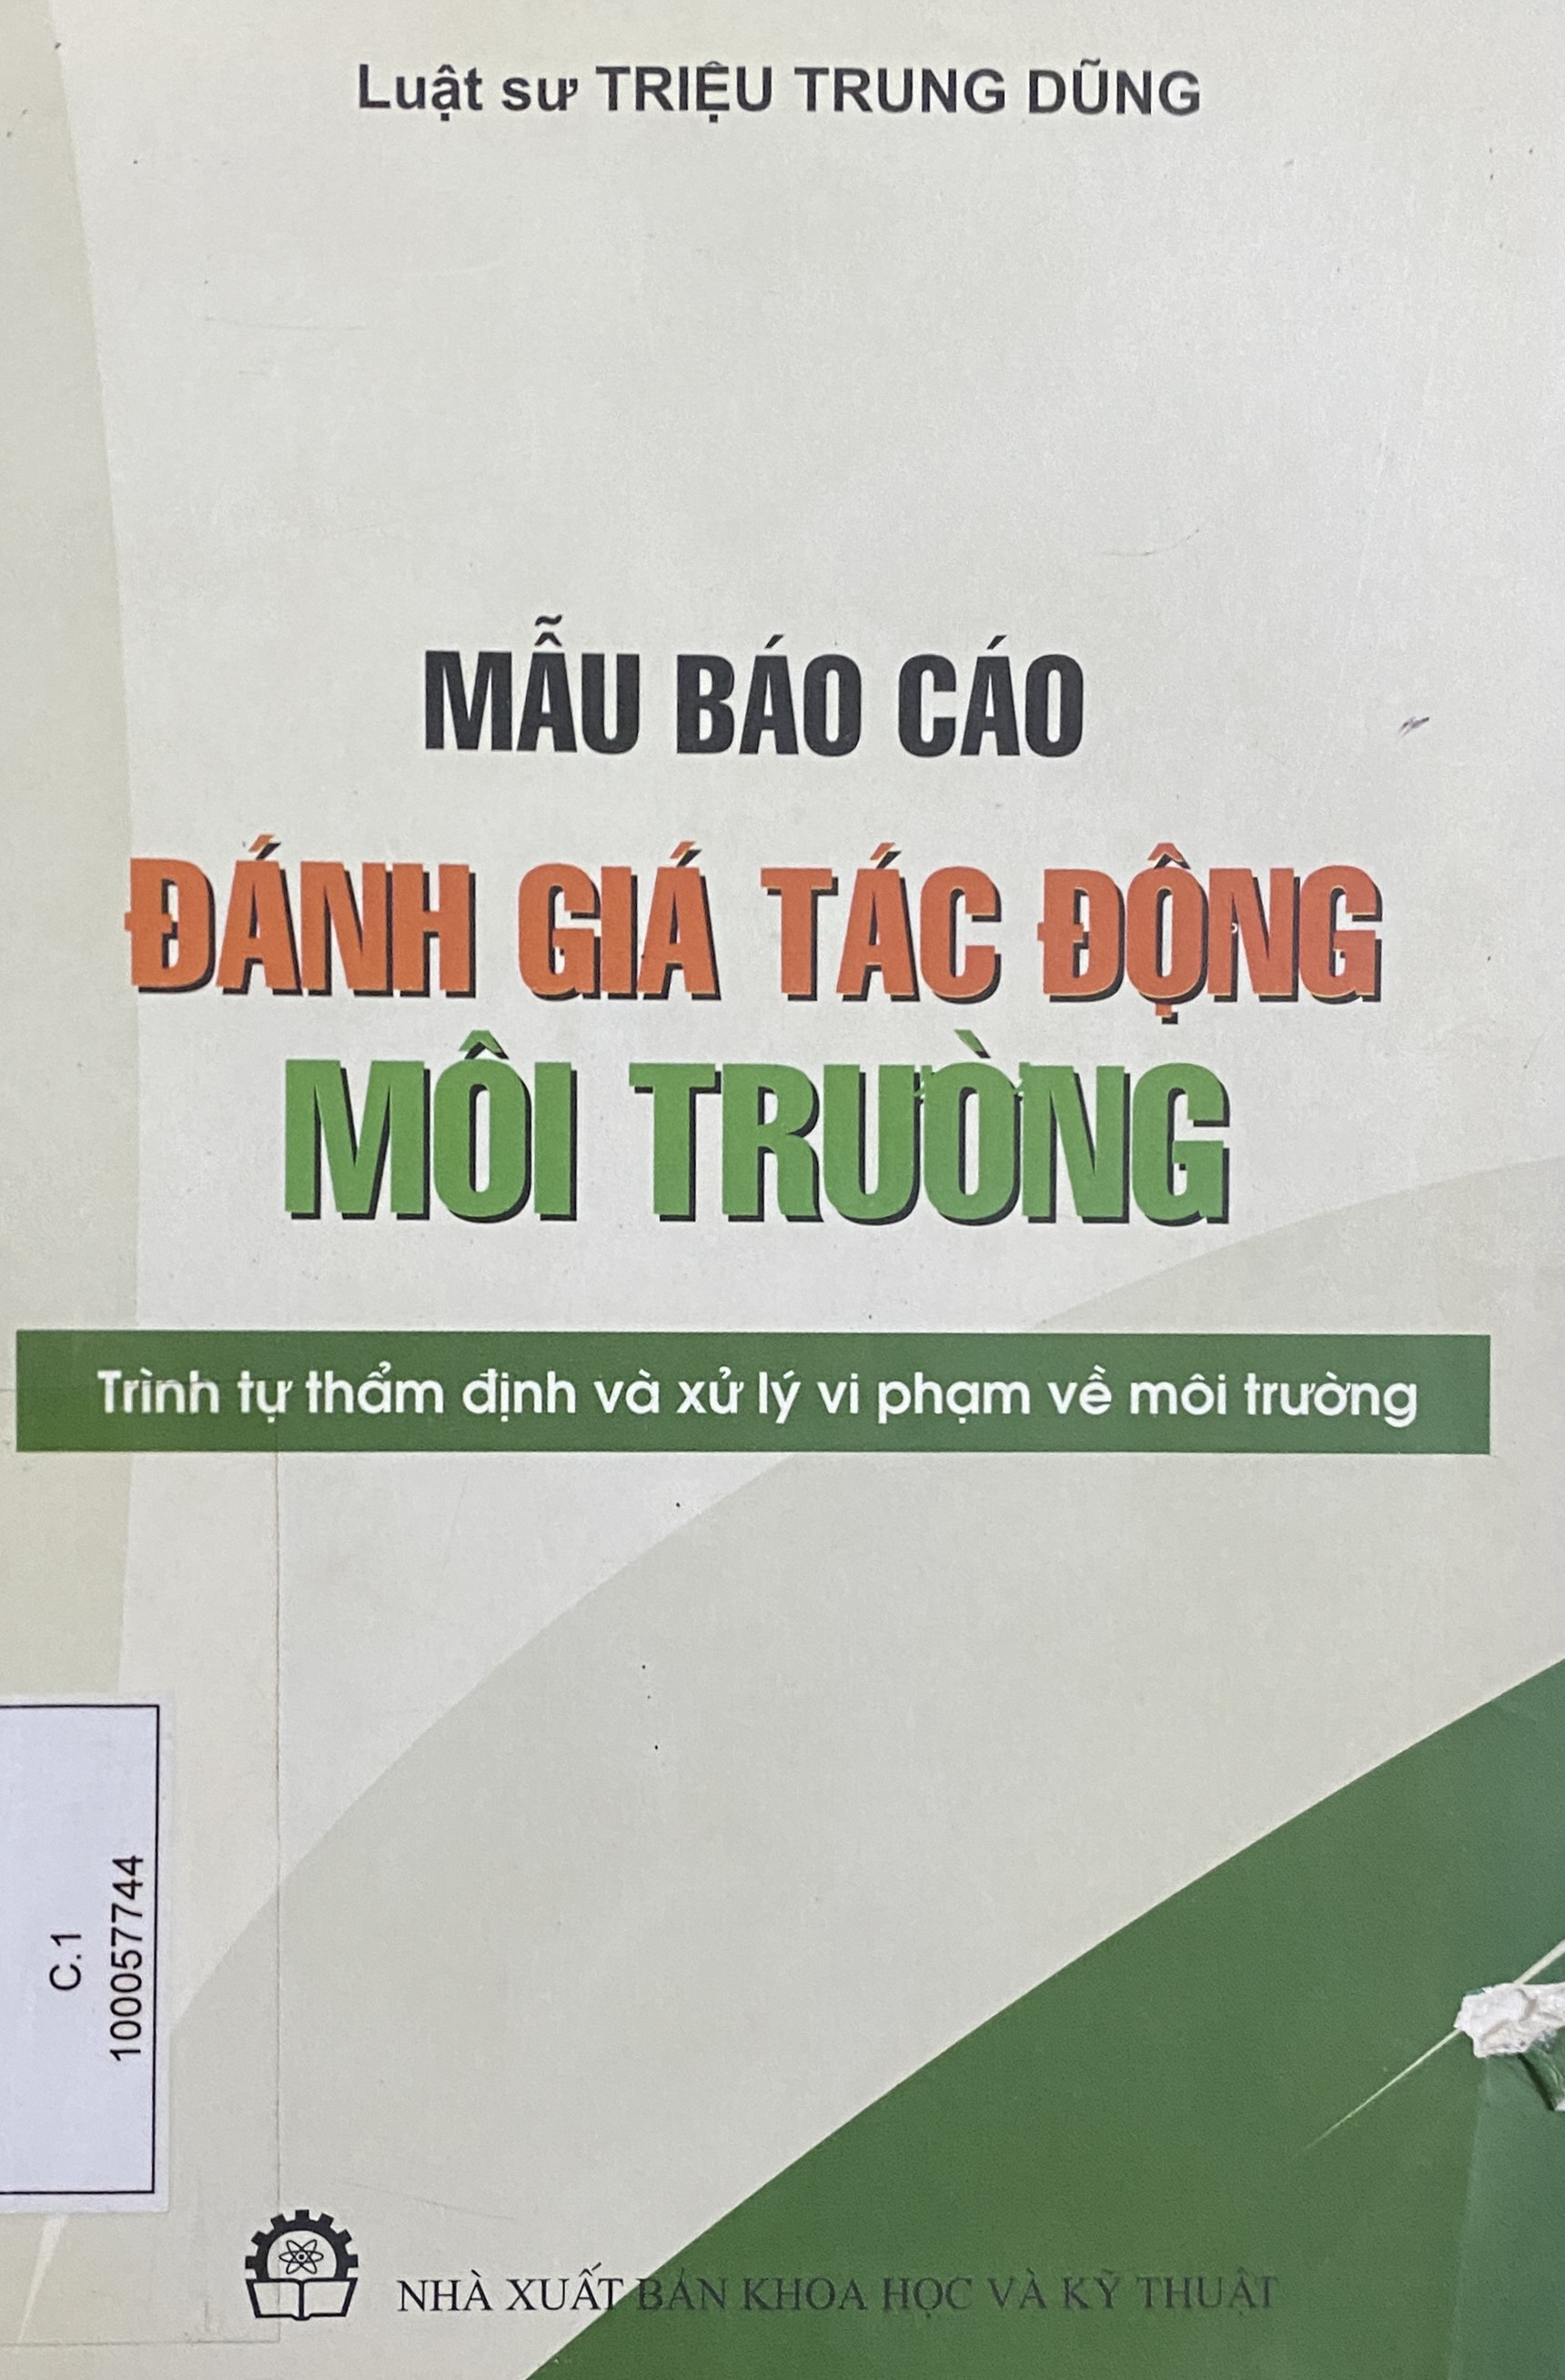 Luật sư TRIỆU TRUNG DŨNG
MẪU BÁO CÁO
ĐÁNH GIÁ TÁC ĐỘNG
MÔI TRƯỜNG
Trình tự thẩm định và xử lý vi phạm về môi trường
C.1
100057744
NHÀ XUẤT BẢN KHOA HỌC VÀ KỸ THUẬT